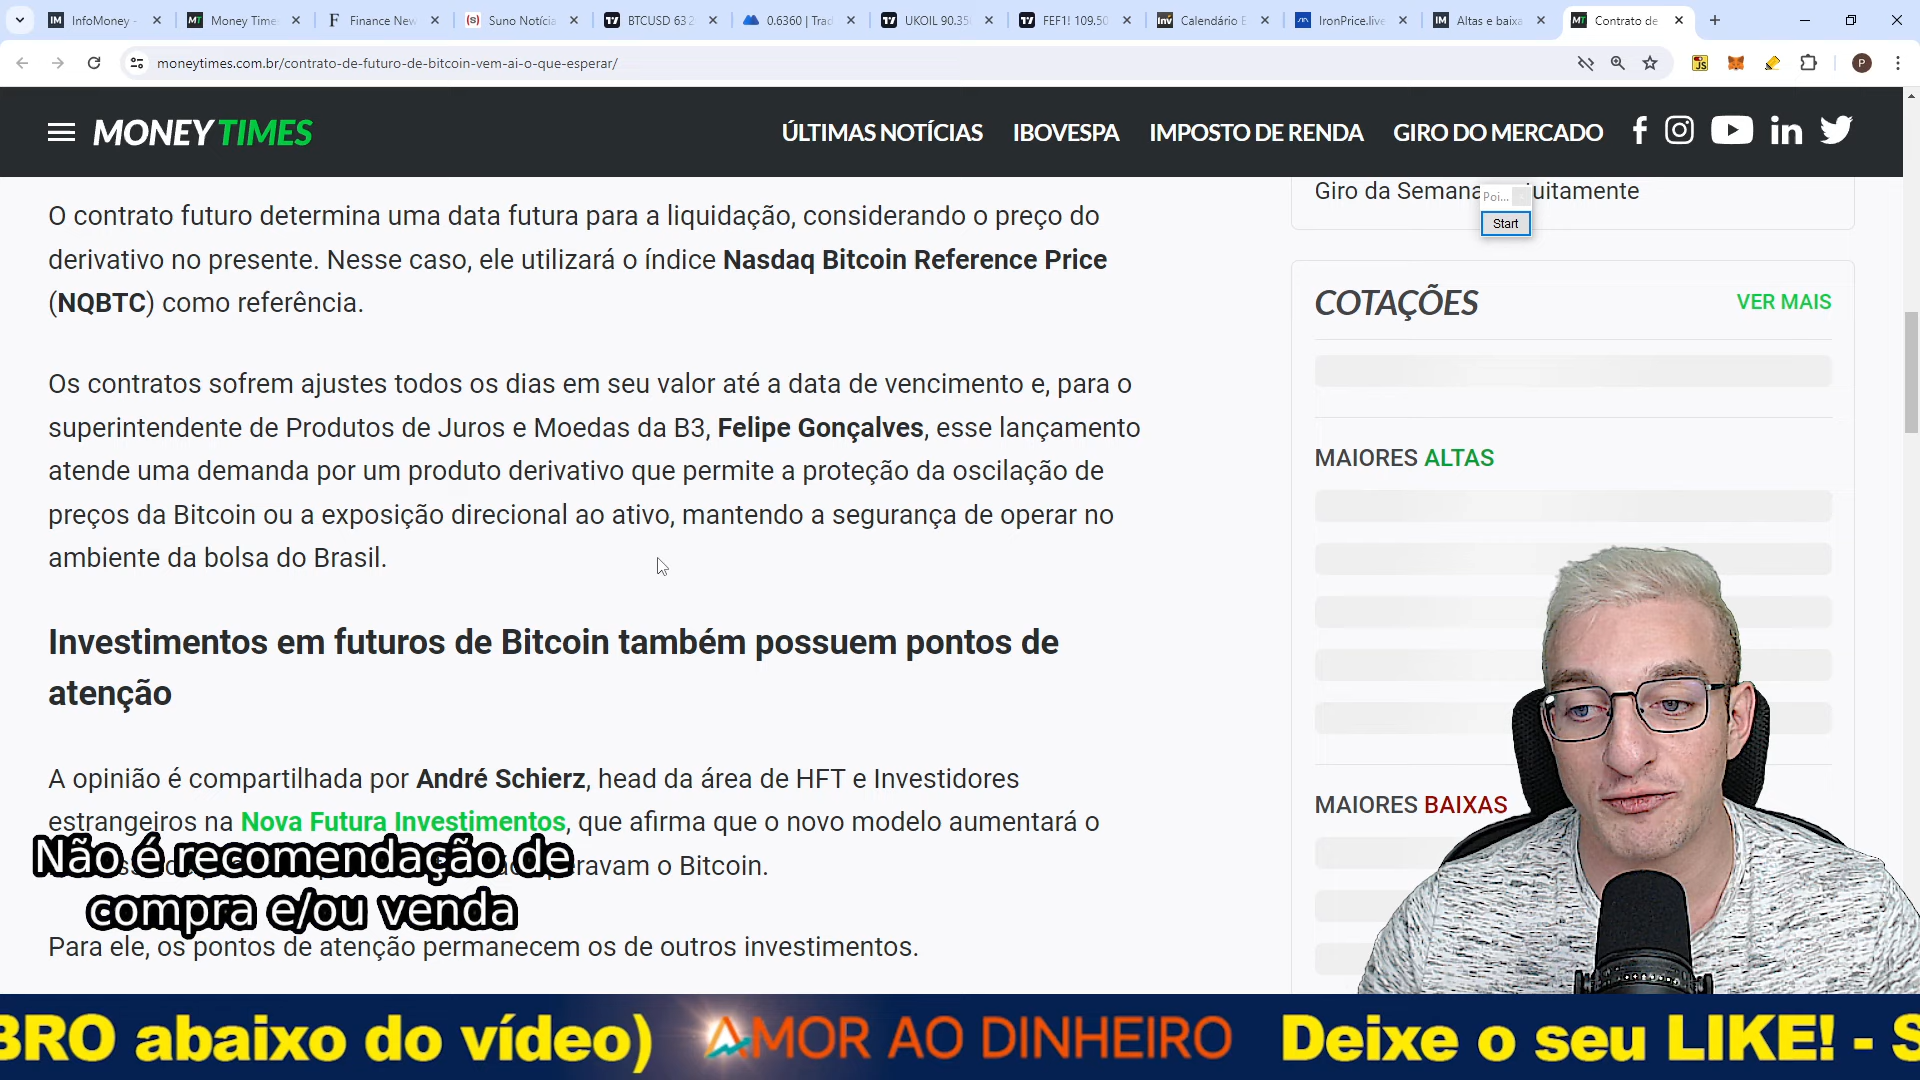 InfoMoney -
Money Time
Finance New
Suno Notícia
BTCUSD 63 2
0.6360 | Trad
UKOIL 90.35
FEF1! 109.50
Calendário E
IronPrice.live
Altas e baixa
Contrato de
moneytimes.com.br/contrato-de-futuro-de-bitcoin-vem-ai-o-que-esperar/
MONEY TIMES
ÚLTIMAS NOTÍCIAS IBOVESPA IMPOSTO DE RENDA GIRO DO MERCADO
O contrato futuro determina uma data futura para a liquidação, considerando o preço do
derivativo no presente. Nesse caso, ele utilizará o índice Nasdaq Bitcoin Reference Price
(NQBTC) como referência.
Os contratos sofrem ajustes todos os dias em seu valor até a data de vencimento e, para o
superintendente de Produtos de Juros e Moedas da B3, Felipe Gonçalves, esse lançamento
atende uma demanda por um produto derivativo que permite a proteção da oscilação de
preços da Bitcoin ou a exposição direcional ao ativo, mantendo a segurança de operar no
ambiente da bolsa do Brasil.
Investimentos em futuros de Bitcoin também possuem pontos de
atenção
A opinião é compartilhada por André Schierz, head da área de HFT e Investidores
estrangeiros na Nova Futura Investimentos, que afirma que o novo modelo aumentará o
peravam o Bitcoin.
Para ele, os pontos de atenção permanecem os de outros investimentos.
Giro da Semana uitamente
Poi...
Start
COTAÇÕES VER MAIS
MAIORES ALTAS
MAIORES BAIXAS
Não é recomendação de
compra e/ou venda
BRO abaixo do vídeo) AMOR AO DINHEIRO Deixe o seu LIKE! - S